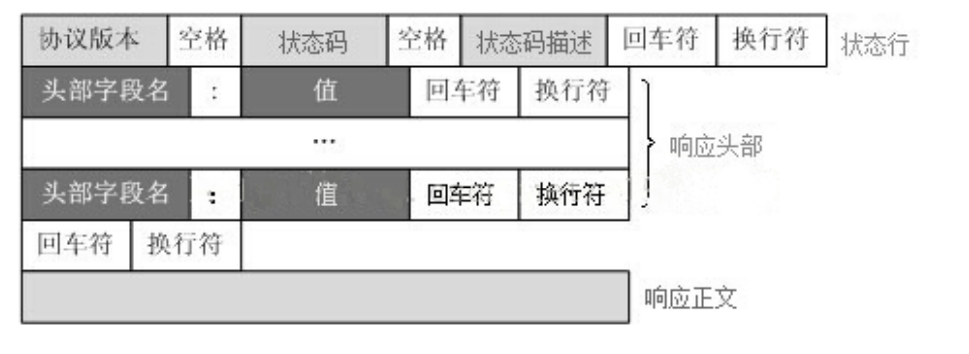 协议版本 空格 状态码 空格 状态码描述 回车符 换行符 状态行
头部字段名 : 值 回车符 换行符
... 响应头部
头部字段名 : 值 回车符 换行符
回车符 换行符
响应正文